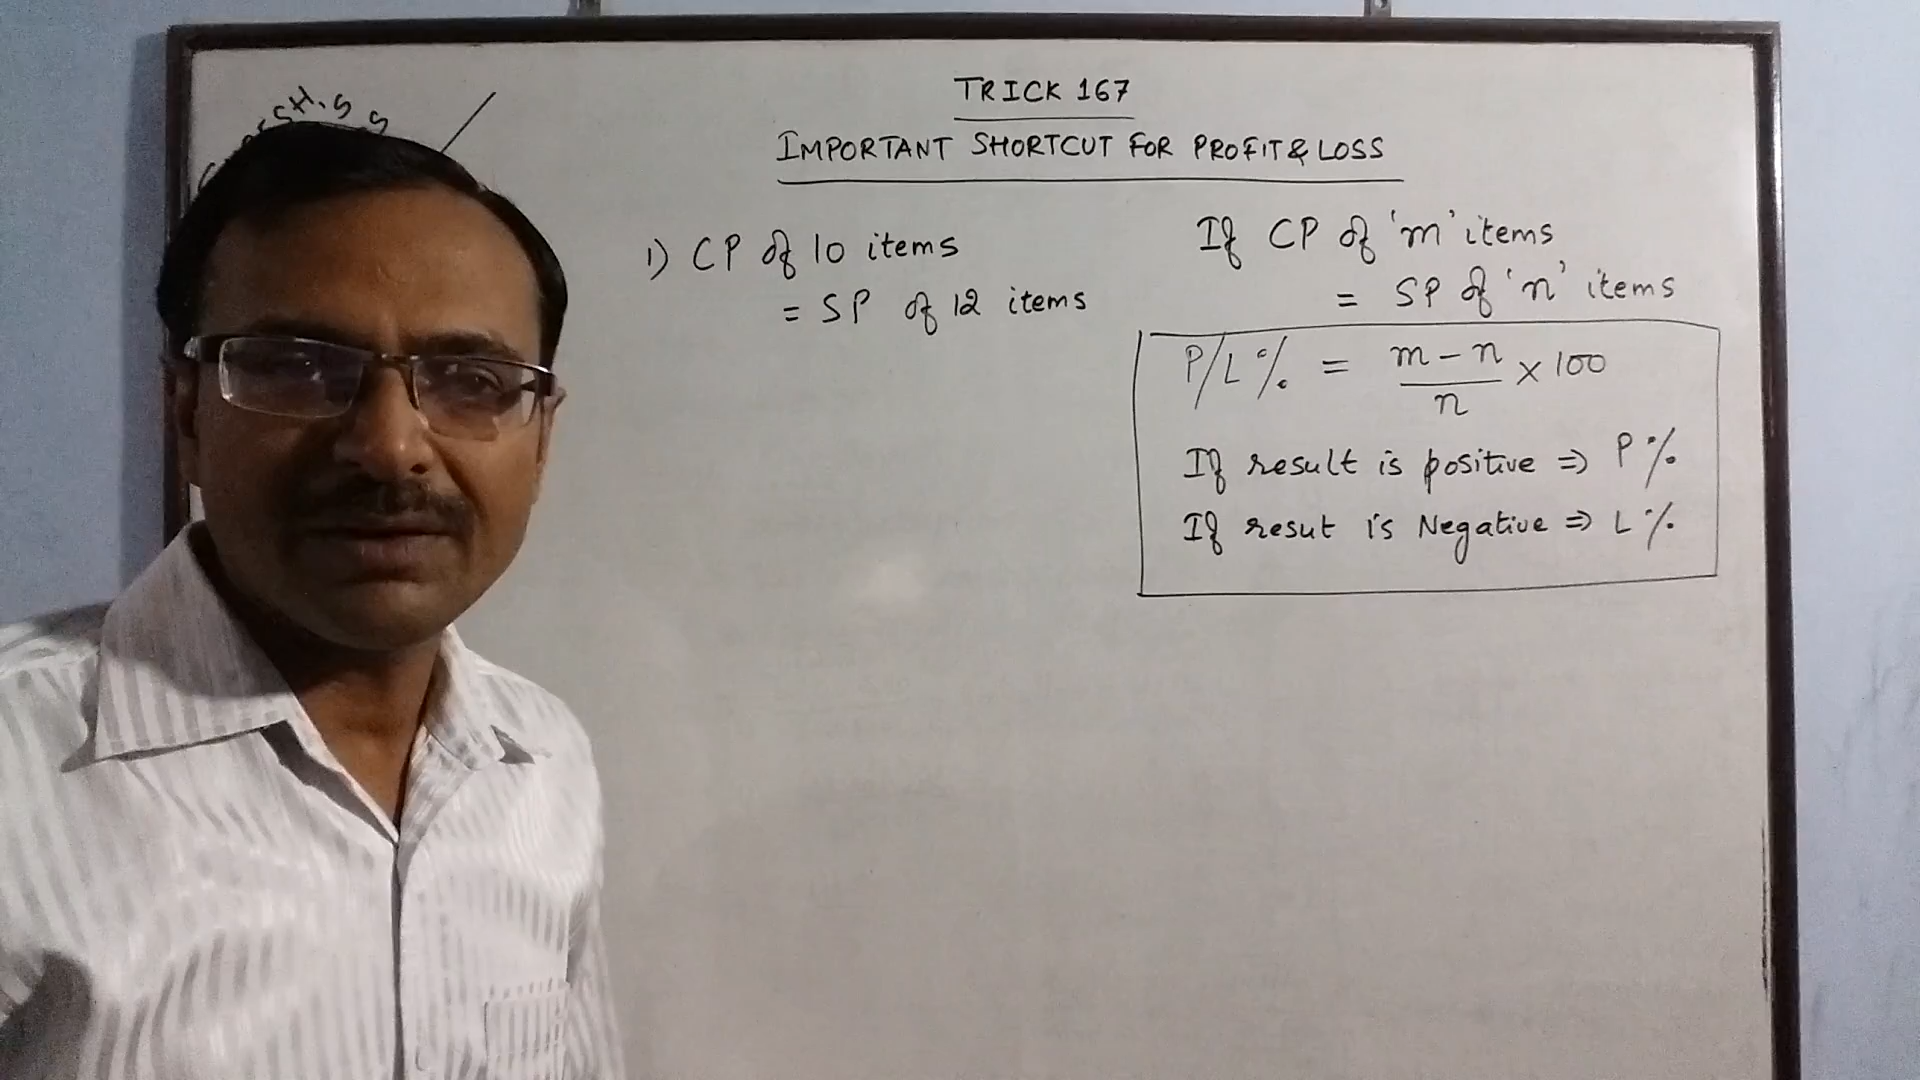 TRICK 167
IMPORTANT SHORTCUT FOR PROFIT & LOSS
1) CP of 10 items
= SP of 12 items
If CP of 'm' items
= SP of 'n' items
P/L % = m - n / n × 100
If result is positive ⇒ P %
If resut is Negative ⇒ L %